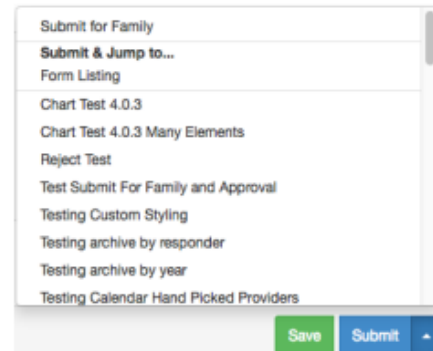 Submit for Family
Submit & Jump to...
Form Listing
Chart Test 4.0.3
Chart Test 4.0.3 Many Elements
Reject Test
Test Submit For Family and Approval
Testing Custom Styling
Testing archive by responder
Testing archive by year
Testing Calendar Hand Picked Providers
Save Submit